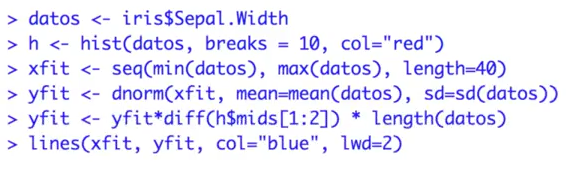 > datos <- iris$Sepal.Width
> h <- hist(datos, breaks = 10, col="red")
> xfit <- seq(min(datos), max(datos), length=40)
> yfit <- dnorm(xfit, mean=mean(datos), sd=sd(datos))
> yfit <- yfit*diff(h$mids[1:2]) * length(datos)
> lines(xfit, yfit, col="blue", lwd=2)